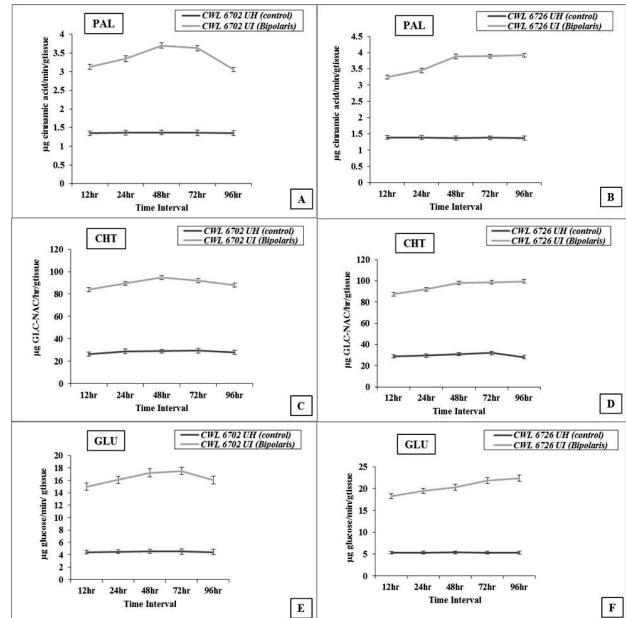 PAL
CWL 6702 UH (control)
CWL 6702 UI (Bipolaris)
µg cinnamic acid/min/gtissue
4
3.5
3
2.5
2
1.5
1
0.5
0
12hr 24hr 48hr 72hr 96hr
Time Interval
A
PAL
CWL 6726 UH (control)
CWL 6726 UI (Bipolaris)
µg cinnamic acid/min/gtissue
4.5
4
3.5
3
2.5
2
1.5
1
0.5
0
12hr 24hr 48hr 72hr 96hr
Time Interval
B
CHT
CWL 6702 UH (control)
CWL 6702 UI (Bipolaris)
µg GLC-NAC/hr/gtissue
120
100
80
60
40
20
0
12hr 24hr 48hr 72hr 96hr
Time Interval
C
CHT
CWL 6726 UH (control)
CWL 6726 UI (Bipolaris)
µg GLC-NAC/hr/gtissue
120
100
80
60
40
20
0
12hr 24hr 48hr 72hr 96hr
Time Interval
D
GLU
CWL 6702 UH (control)
CWL 6702 UI (Bipolaris)
µg glucose/min/ gtissue
18
16
14
12
10
8
6
4
2
0
12hr 24hr 48hr 72hr 96hr
Time Interval
E
GLU
CWL 6726 UH (control)
CWL 6726 UI (Bipolaris)
µg glucose/min/gtissue
25
20
15
10
5
0
12hr 24hr 48hr 72hr 96hr
Time Interval
F